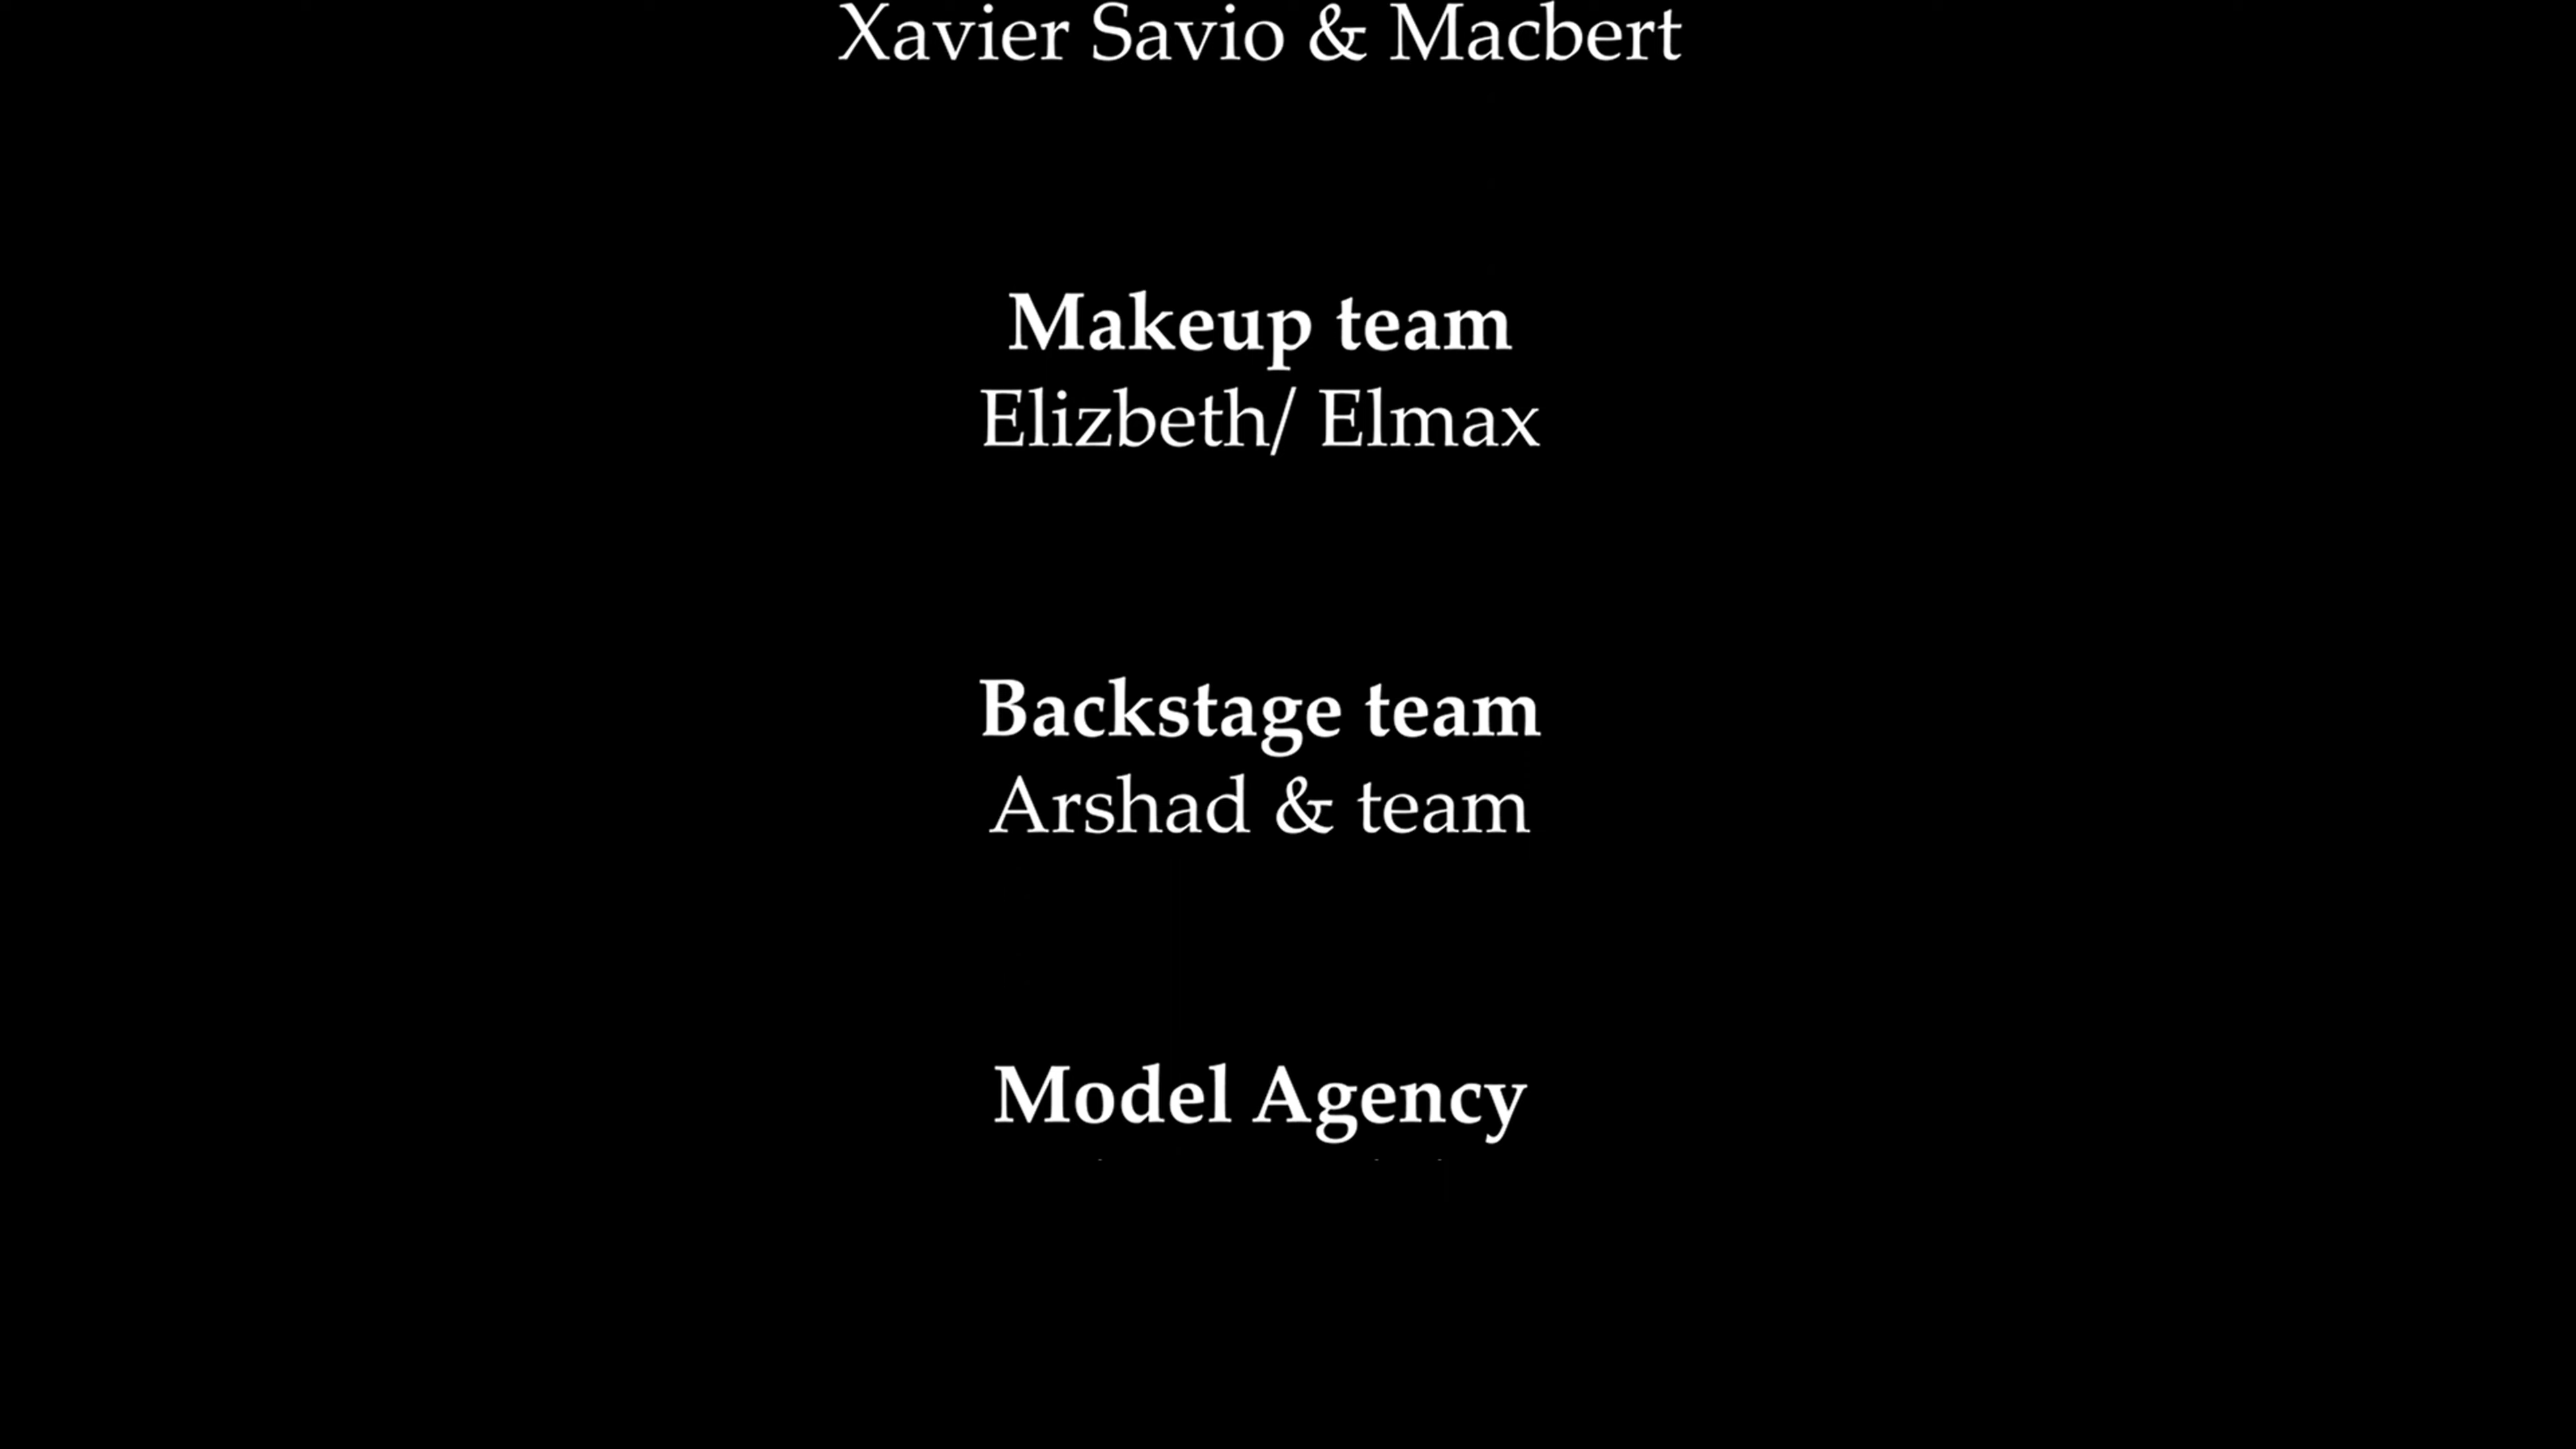 Xavier Savio & Macbert
Makeup team
Elizbeth/ Elmax
Backstage team
Arshad & team
Model Agency